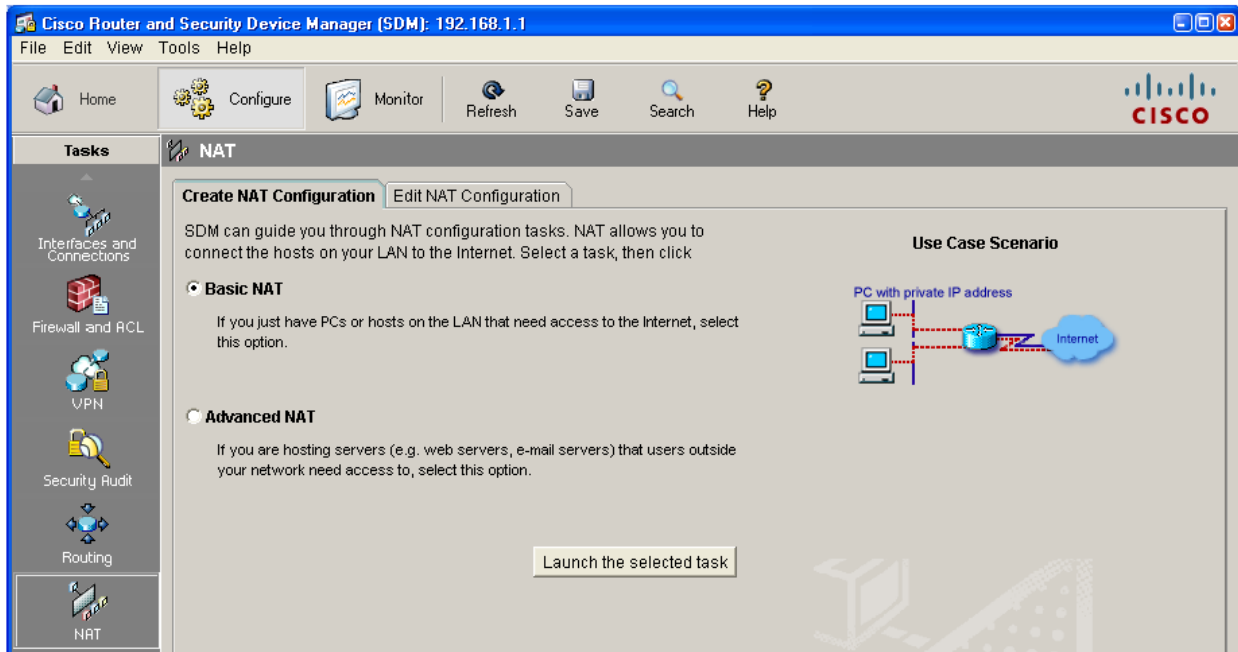 Cisco Router and Security Device Manager (SDM): 192.168.1.1
File Edit View Tools Help
Home
Configure
Monitor
Refresh
Save
Search
Help
CISCO
Tasks
NAT
Interfaces and
Connections
Firewall and ACL
VPN
Security Audit
Routing
NAT
Create NAT Configuration
Edit NAT Configuration
SDM can guide you through NAT configuration tasks. NAT allows you to
connect the hosts on your LAN to the Internet. Select a task, then click
Basic NAT
If you just have PCs or hosts on the LAN that need access to the Internet, select
this option.
Advanced NAT
If you are hosting servers (e.g. web servers, e-mail servers) that users outside
your network need access to, select this option.
Launch the selected task
Use Case Scenario
PC with private IP address
Internet